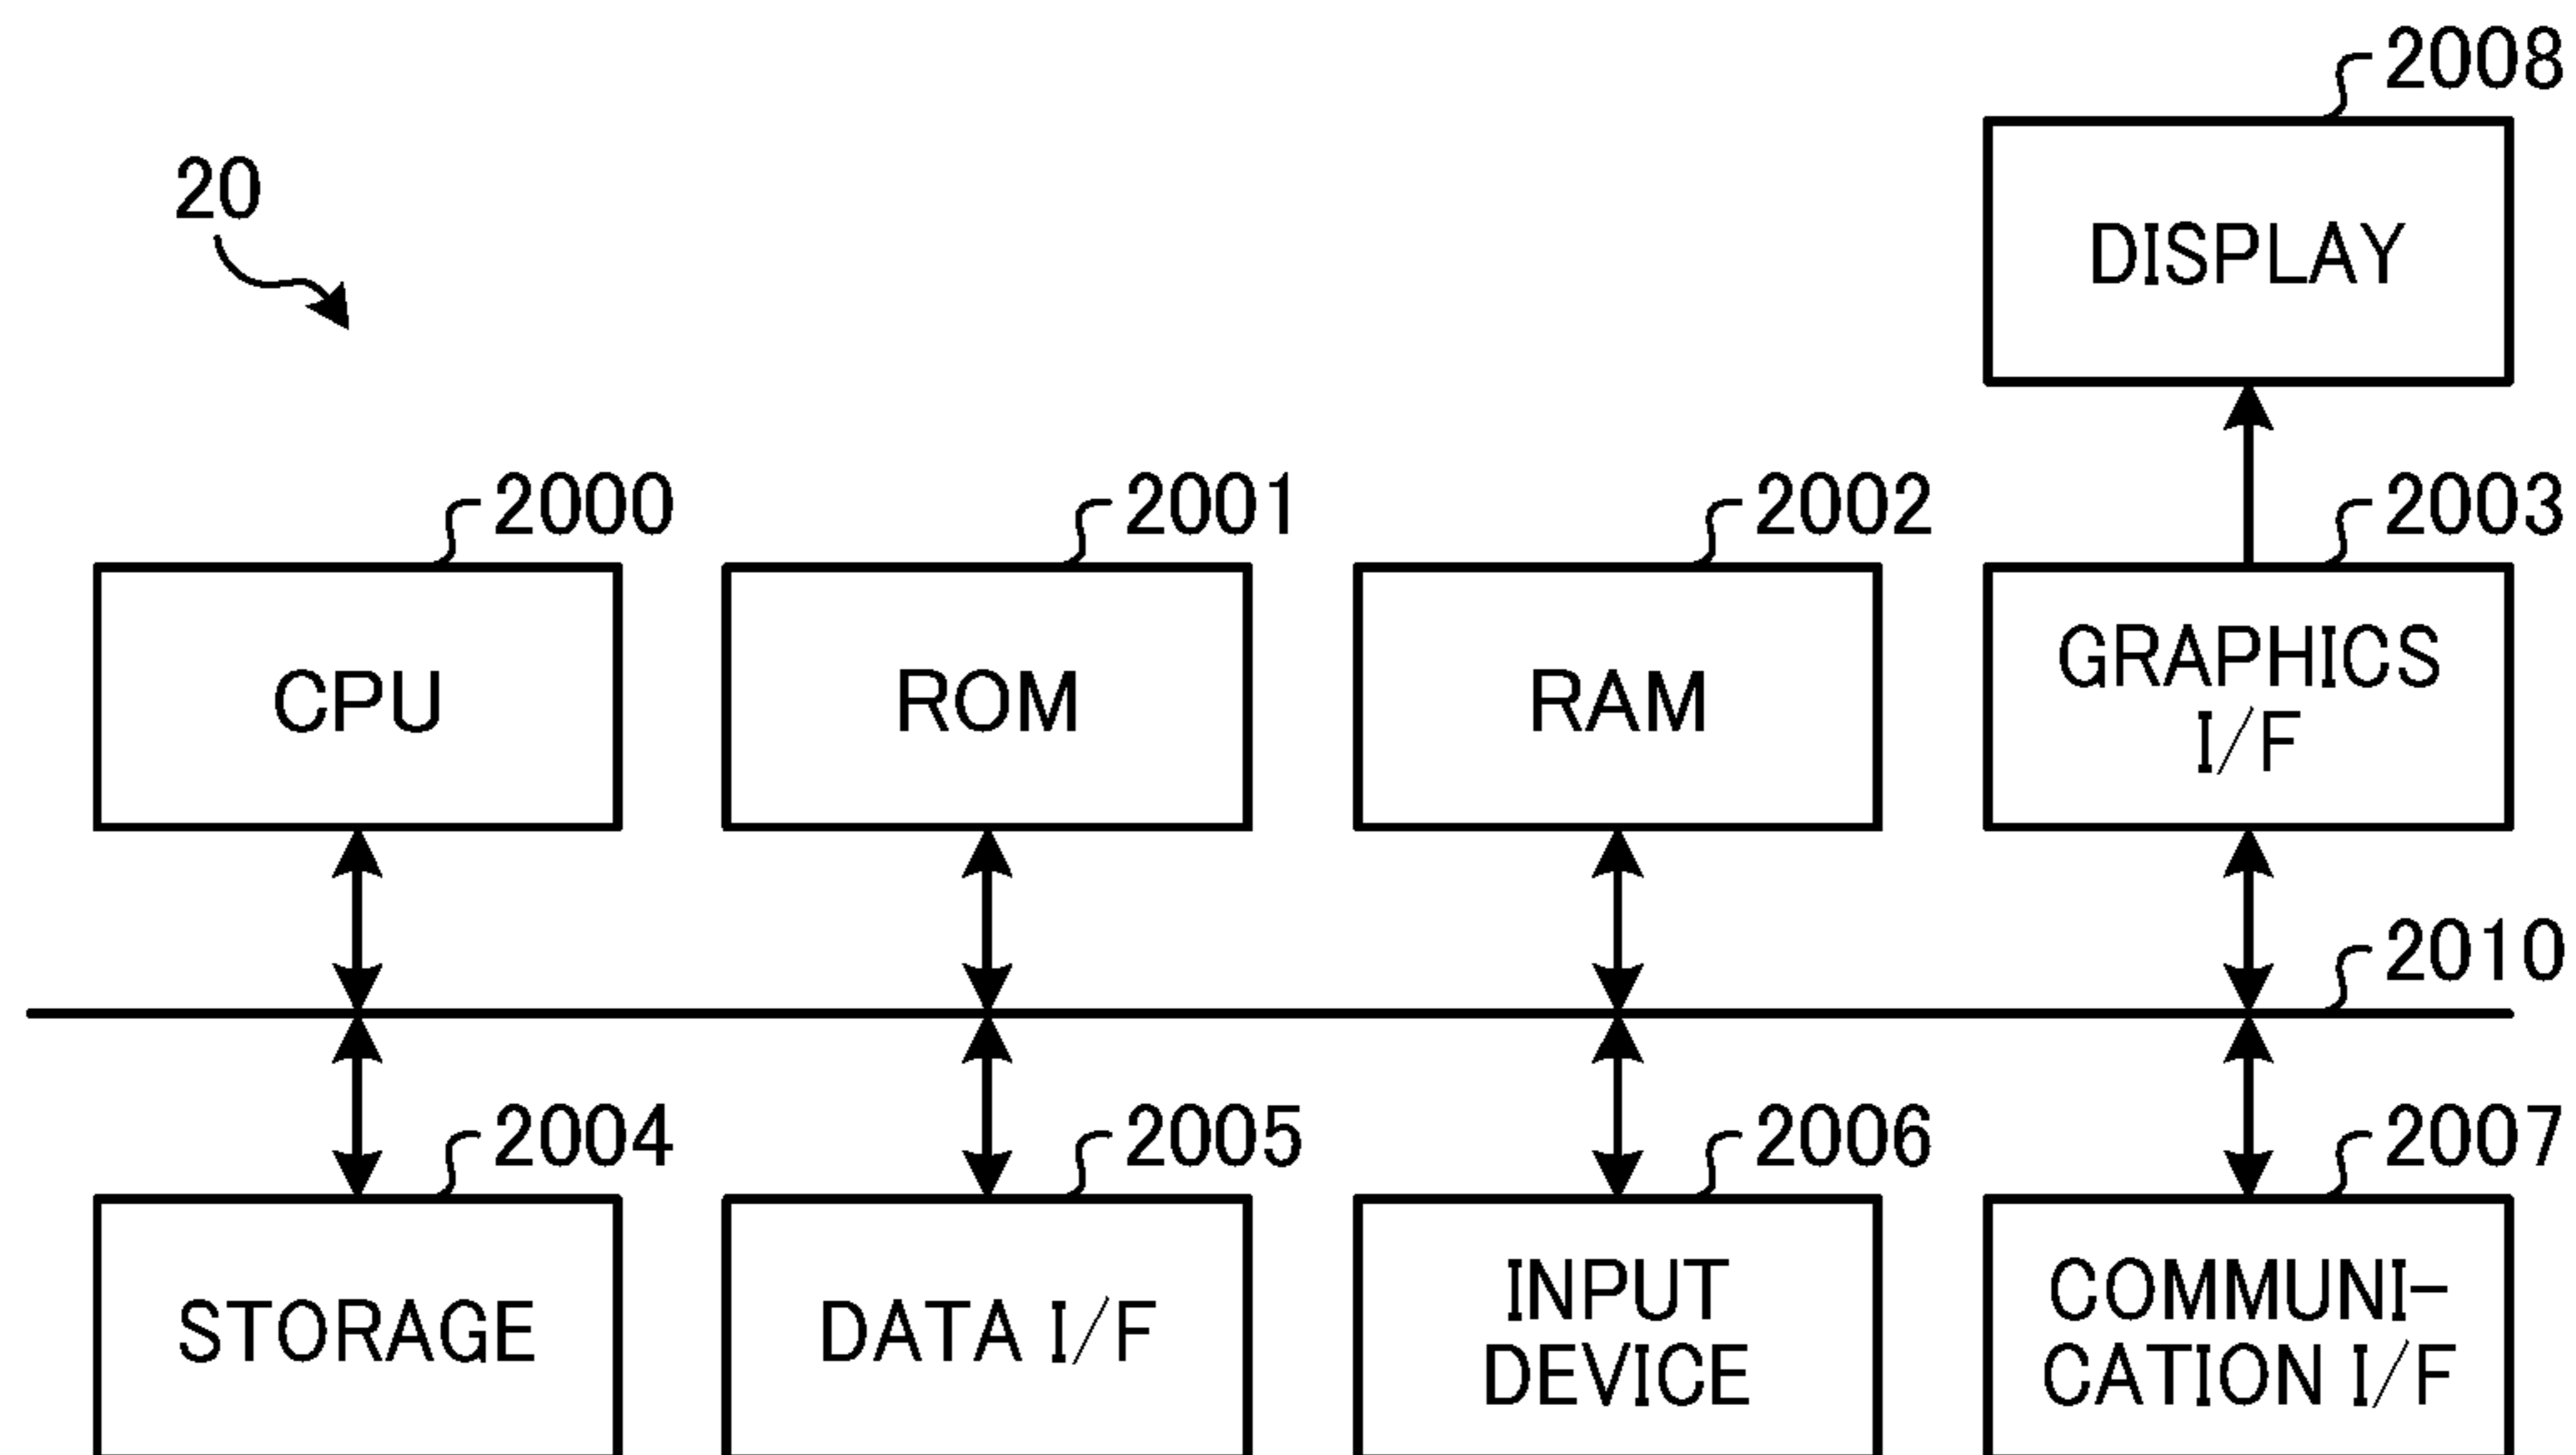 2008
20
DISPLAY
2000
2001
2002
2003
CPU
ROM
RAM
GRAPHICS
I/F
2010
2004
2005
2006
2007
STORAGE
DATA I/F
INPUT
DEVICE
COMMUNI-
CATION I/F